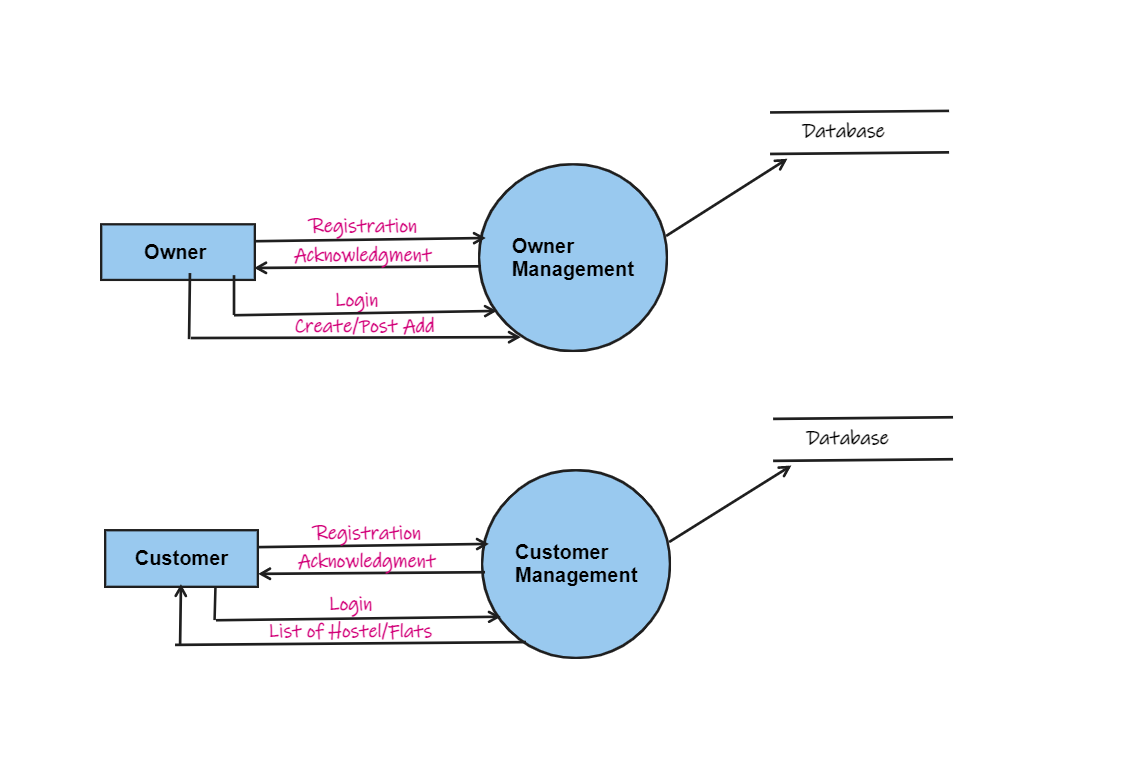 Database
Registration
Owner
Acknowledgment
Owner
Management
Login
Create/Post Add
Database
Registration
Customer
Acknowledgment
Customer
Management
Login
List of Hostel/Flats